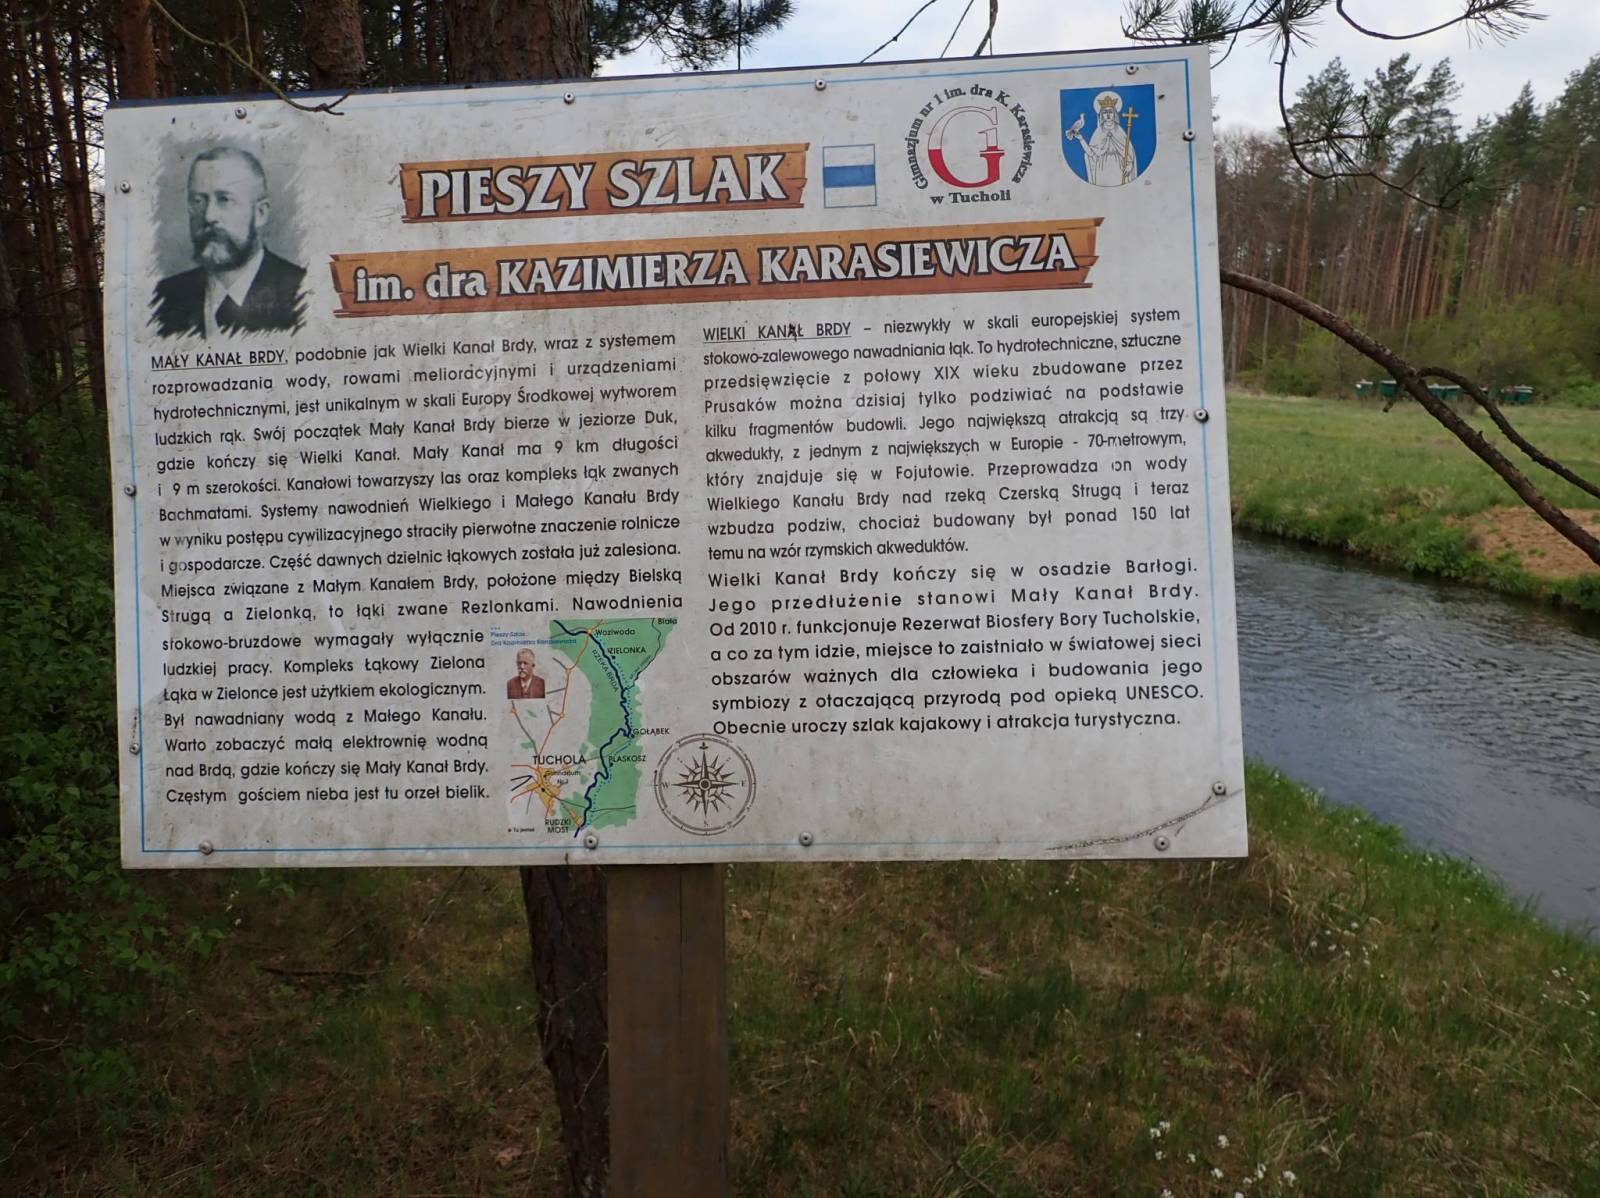 PIESZY SZLAK
im. dra KAZIMIERZA KARASIEWICZA
Gimnazjum nr 1 im. dra K. Karasiewicza
G
w Tucholi
MAŁY KANAŁ BRDY, podobnie jak Wielki Kanał Brdy, wraz z systemem
rozprowadzania wody, rowami melioracyjnymi i urządzeniami
hydrotechnicznymi, jest unikalnym w skali Europy Środkowej wytworem
ludzkich rąk. Swój początek Mały Kanał Brdy bierze w jeziorze Duk,
gdzie kończy się Wielki Kanał. Mały Kanał ma 9 km długości
i 9 m szerokości. Kanałowi towarzyszy las oraz kompleks łąk zwanych
Bachmatami. Systemy nawodnień Wielkiego i Małego Kanału Brdy
w wyniku postępu cywilizacyjnego straciły pierwotne znaczenie rolnicze
i gospodarcze. Część dawnych dzielnic łąkowych została już zalesiona.
Miejsca związane z Małym Kanałem Brdy, położone między Bielską
Strugą a Zielonką, to łąki zwane Rezlonkami. Nawodnienia
stokowo-bruzdowe wymagały wyłącznie
ludzkiej pracy. Kompleks Łąkowy Zielona
Łąka w Zielonce jest użytkiem ekologicznym.
Był nawadniany wodą z Małego Kanału.
Warto zobaczyć małą elektrownię wodną
nad Brdą, gdzie kończy się Mały Kanał Brdy.
Częstym gościem nieba jest tu orzeł bielik.
Pieszy Szlak
Dra Kazimierza Karasiewicza
Woziwoda
Biała
ZIELONKA
RZEKA BRDA
GOŁĄBEK
PLASKOSZ
TUCHOLA
Gimnazjum
Nr 1
RUDZKI
MOST
Tu jesteś
N
W
E
S
WIELKI KANAŁ BRDY – niezwykły w skali europejskiej system
stokowo-zalewowego nawadniania łąk. To hydrotechniczne, sztuczne
przedsięwzięcie z połowy XIX wieku zbudowane przez
Prusaków można dzisiaj tylko podziwiać na podstawie
kilku fragmentów budowli. Jego największą atrakcją są trzy
akwedukty, z jednym z największych w Europie - 70-metrowym,
który znajduje się w Fojutowie. Przeprowadza on wody
Wielkiego Kanału Brdy nad rzeką Czerską Strugą i teraz
wzbudza podziw, chociaż budowany był ponad 150 lat
temu na wzór rzymskich akweduktów.
Wielki Kanał Brdy kończy się w osadzie Barłogi.
Jego przedłużenie stanowi Mały Kanał Brdy.
Od 2010 r. funkcjonuje Rezerwat Biosfery Bory Tucholskie,
a co za tym idzie, miejsce to zaistniało w światowej sieci
obszarów ważnych dla człowieka i budowania jego
symbiozy z otaczającą przyrodą pod opieką UNESCO.
Obecnie uroczy szlak kajakowy i atrakcja turystyczna.